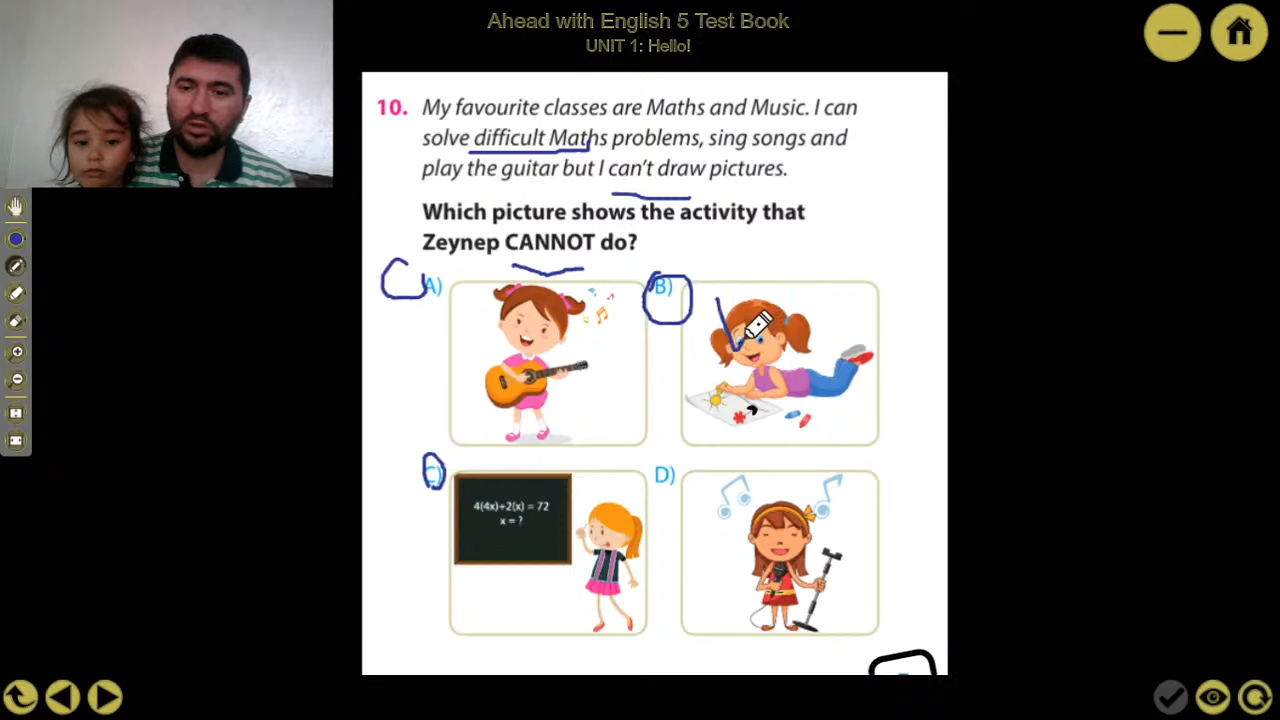 Ahead with English 5 Test Book
UNIT 1: Hello!
10. My favourite classes are Maths and Music. I can
solve difficult Maths problems, sing songs and
play the guitar but I can't draw pictures.
Which picture shows the activity that
Zeynep CANNOT do?
A)
B)
C)
4(4x)+2(x) = 72
x = ?
D)